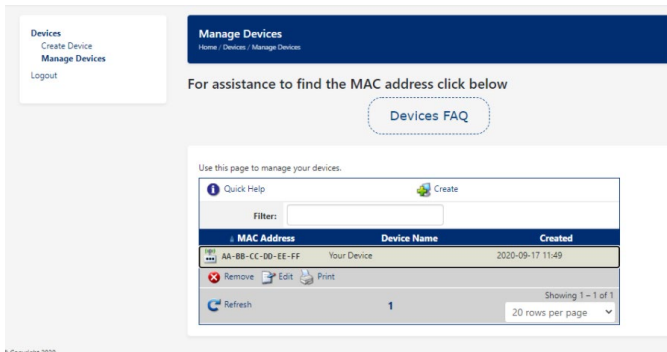 Devices
Create Device
Manage Devices
Logout
Manage Devices
Home / Devices / Manage Devices
For assistance to find the MAC address click below
Devices FAQ
Use this page to manage your devices.
Quick Help Create
Filter:
MAC Address Device Name Created
AA-BB-CC-DD-EE-FF Your Device 2020-09-17 11:49
Remove Edit Print
Showing 1 – 1 of 1
Refresh 1 20 rows per page